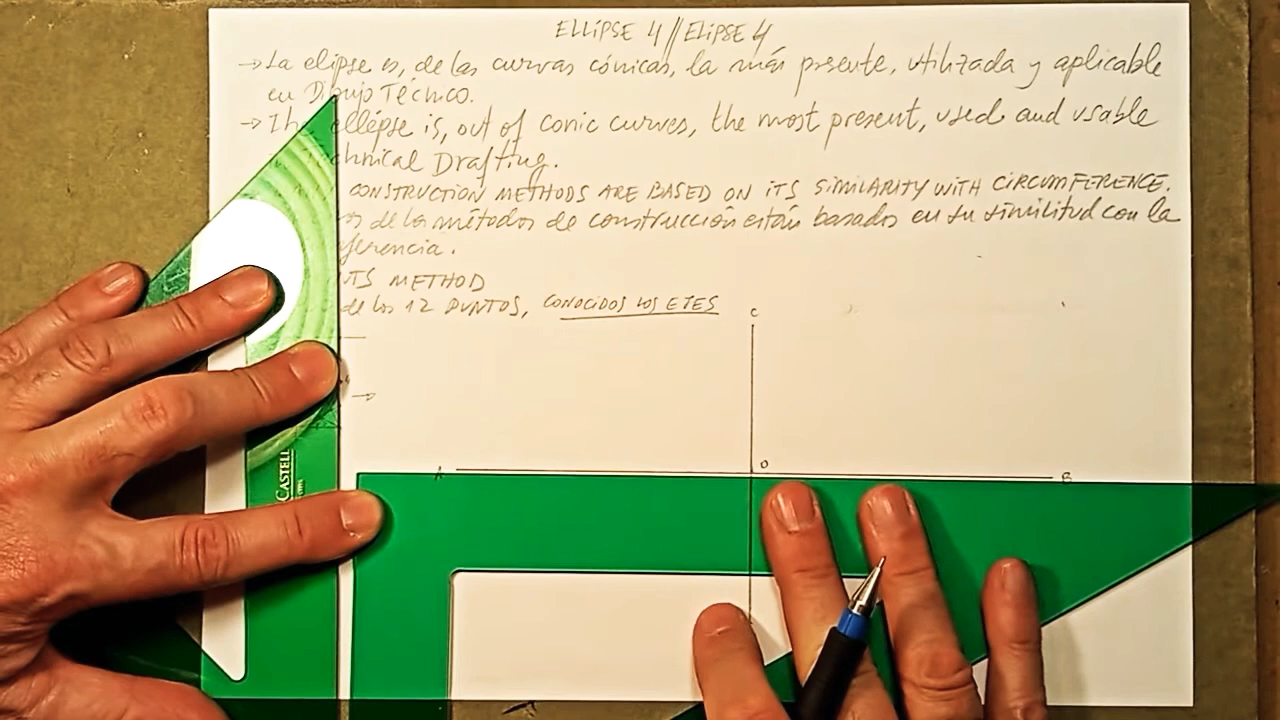 ELLIPSE 4 // ELIPSE 4
→ La elipse es, de las curvas cónicas, la más presente, utilizada y aplicable
en Dibujo Técnico.
→ The ellipse is, out of conic curves, the most present, used and usable
chnical Drafting.
CONSTRUCTION METHODS ARE BASED ON ITS SIMILARITY WITH CIRCUMFERENCE.
s de los métodos de construcción están basados en su similitud con la
ferencia.
TS METHOD
de los 12 PUNTOS, CONOCIDOS LOS EJES
C
A O B
CASTELL